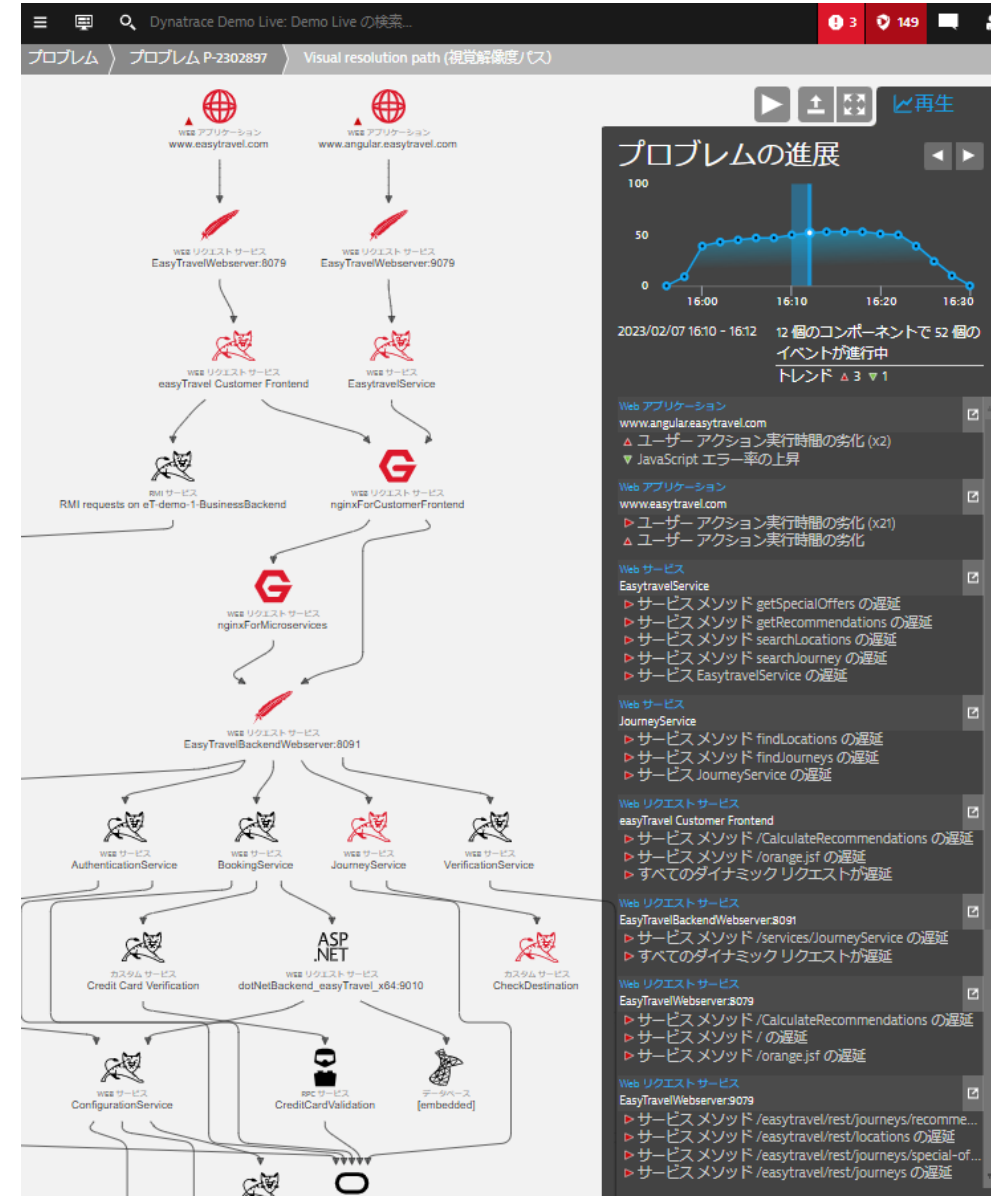 Dynatrace Demo Live: Demo Live の検索...
3
149
プロブレム
プロブレム P-2302897
Visual resolution path (視覚解像度パス)
WEB アプリケーション
www.easytravel.com
WEB アプリケーション
www.angular.easytravel.com
WEB リクエスト サービス
EasyTravelWebserver:8079
WEB リクエスト サービス
EasyTravelWebserver:9079
WEB リクエスト サービス
easyTravel Customer Frontend
WEB サービス
EasytravelService
RMI サービス
RMI requests on eT-demo-1-BusinessBackend
WEB リクエスト サービス
nginxForCustomerFrontend
WEB リクエスト サービス
nginxForMicroservices
WEB リクエスト サービス
EasyTravelBackendWebserver:8091
WEB サービス
AuthenticationService
WEB サービス
BookingService
WEB サービス
JourneyService
WEB サービス
VerificationService
カスタム サービス
Credit Card Verification
ASP
.NET
WEB リクエスト サービス
dotNetBackend_easyTravel_x64:9010
カスタム サービス
CheckDestination
WEB サービス
ConfigurationService
RPC サービス
CreditCardValidation
データベース
[embedded]
再生
プロブレムの進展
100
50
0
16:00
16:10
16:20
16:30
2023/02/07 16:10 - 16:12
12 個のコンポーネントで 52 個の
イベントが進行中
トレンド ▲ 3 ▼ 1
Web アプリケーション
www.angular.easytravel.com
ユーザー アクション実行時間の劣化 (x2)
JavaScript エラー率の上昇
Web アプリケーション
www.easytravel.com
ユーザー アクション実行時間の劣化 (x21)
ユーザー アクション実行時間の劣化
Web サービス
EasytravelService
サービス メソッド getSpecialOffers の遅延
サービス メソッド getRecommendations の遅延
サービス メソッド searchLocations の遅延
サービス メソッド searchJourney の遅延
サービス EasytravelService の遅延
Web サービス
JourneyService
サービス メソッド findLocations の遅延
サービス メソッド findJourneys の遅延
サービス JourneyService の遅延
Web リクエスト サービス
easyTravel Customer Frontend
サービス メソッド /CalculateRecommendations の遅延
サービス メソッド /orange.jsf の遅延
すべてのダイナミック リクエストが遅延
Web リクエスト サービス
EasyTravelBackendWebserver:8091
サービス メソッド /services/JourneyService の遅延
すべてのダイナミック リクエストが遅延
Web リクエスト サービス
EasyTravelWebserver:8079
サービス メソッド /CalculateRecommendations の遅延
サービス メソッド / の遅延
サービス メソッド /orange.jsf の遅延
Web リクエスト サービス
EasyTravelWebserver:9079
サービス メソッド /easytravel/rest/journeys/recomme...
サービス メソッド /easytravel/rest/locations の遅延
サービス メソッド /easytravel/rest/journeys/special-of...
サービス メソッド /easytravel/rest/journeys の遅延